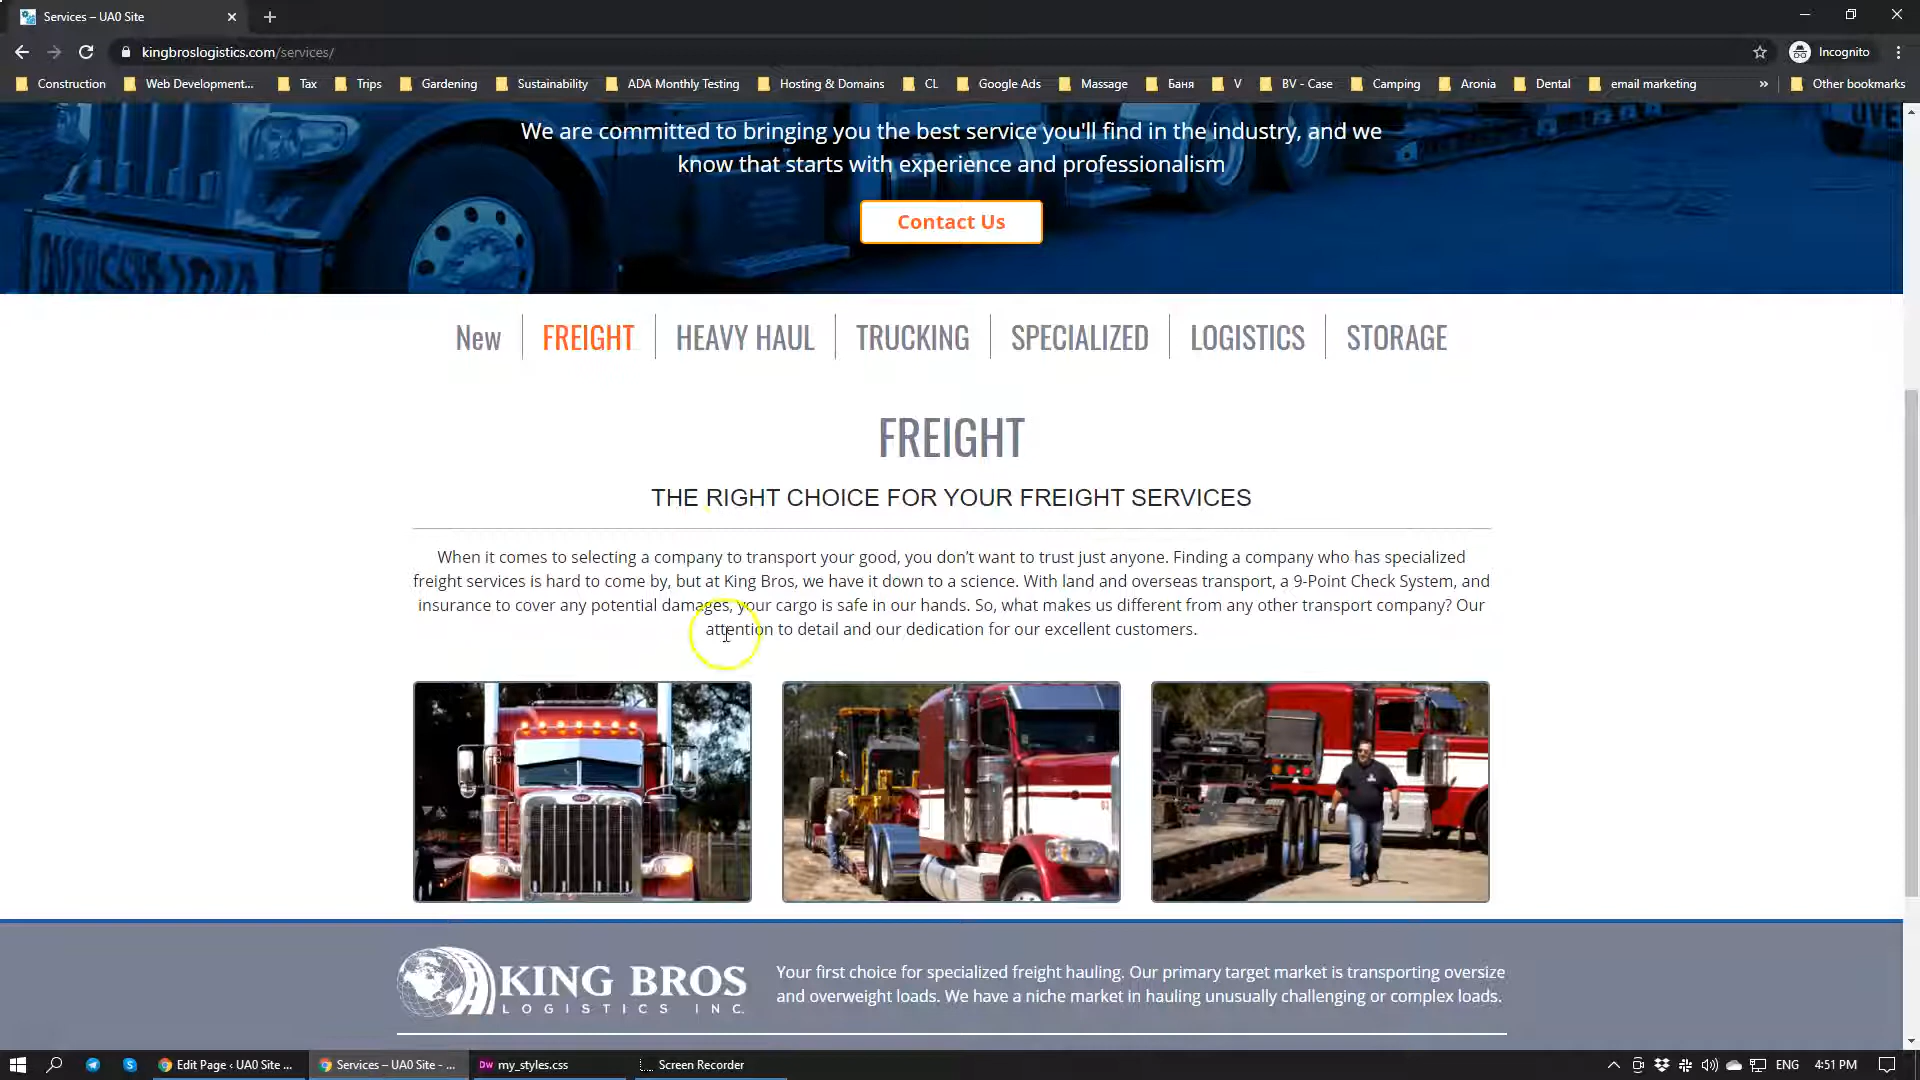 Services – UA0 Site
kingbroslogistics.com/services/
Incognito
Construction
Web Development...
Tax
Trips
Gardening
Sustainability
ADA Monthly Testing
Hosting & Domains
CL
Google Ads
Massage
Баня
V
BV - Case
Camping
Aronia
Dental
email marketing
»
Other bookmarks
We are committed to bringing you the best service you'll find in the industry, and we
know that starts with experience and professionalism
Contact Us
New
FREIGHT
HEAVY HAUL
TRUCKING
SPECIALIZED
LOGISTICS
STORAGE
FREIGHT
THE RIGHT CHOICE FOR YOUR FREIGHT SERVICES
When it comes to selecting a company to transport your good, you don’t want to trust just anyone. Finding a company who has specialized
freight services is hard to come by, but at King Bros, we have it down to a science. With land and overseas transport, a 9-Point Check System, and
insurance to cover any potential damages, your cargo is safe in our hands. So, what makes us different from any other transport company? Our
attention to detail and our dedication for our excellent customers.
KING BROS
LOGISTICS INC.
Your first choice for specialized freight hauling. Our primary target market is transporting oversize
and overweight loads. We have a niche market in hauling unusually challenging or complex loads.
Edit Page ‹ UA0 Site ...
Services – UA0 Site - ...
Dw
my_styles.css
Screen Recorder
ENG
4:51 PM